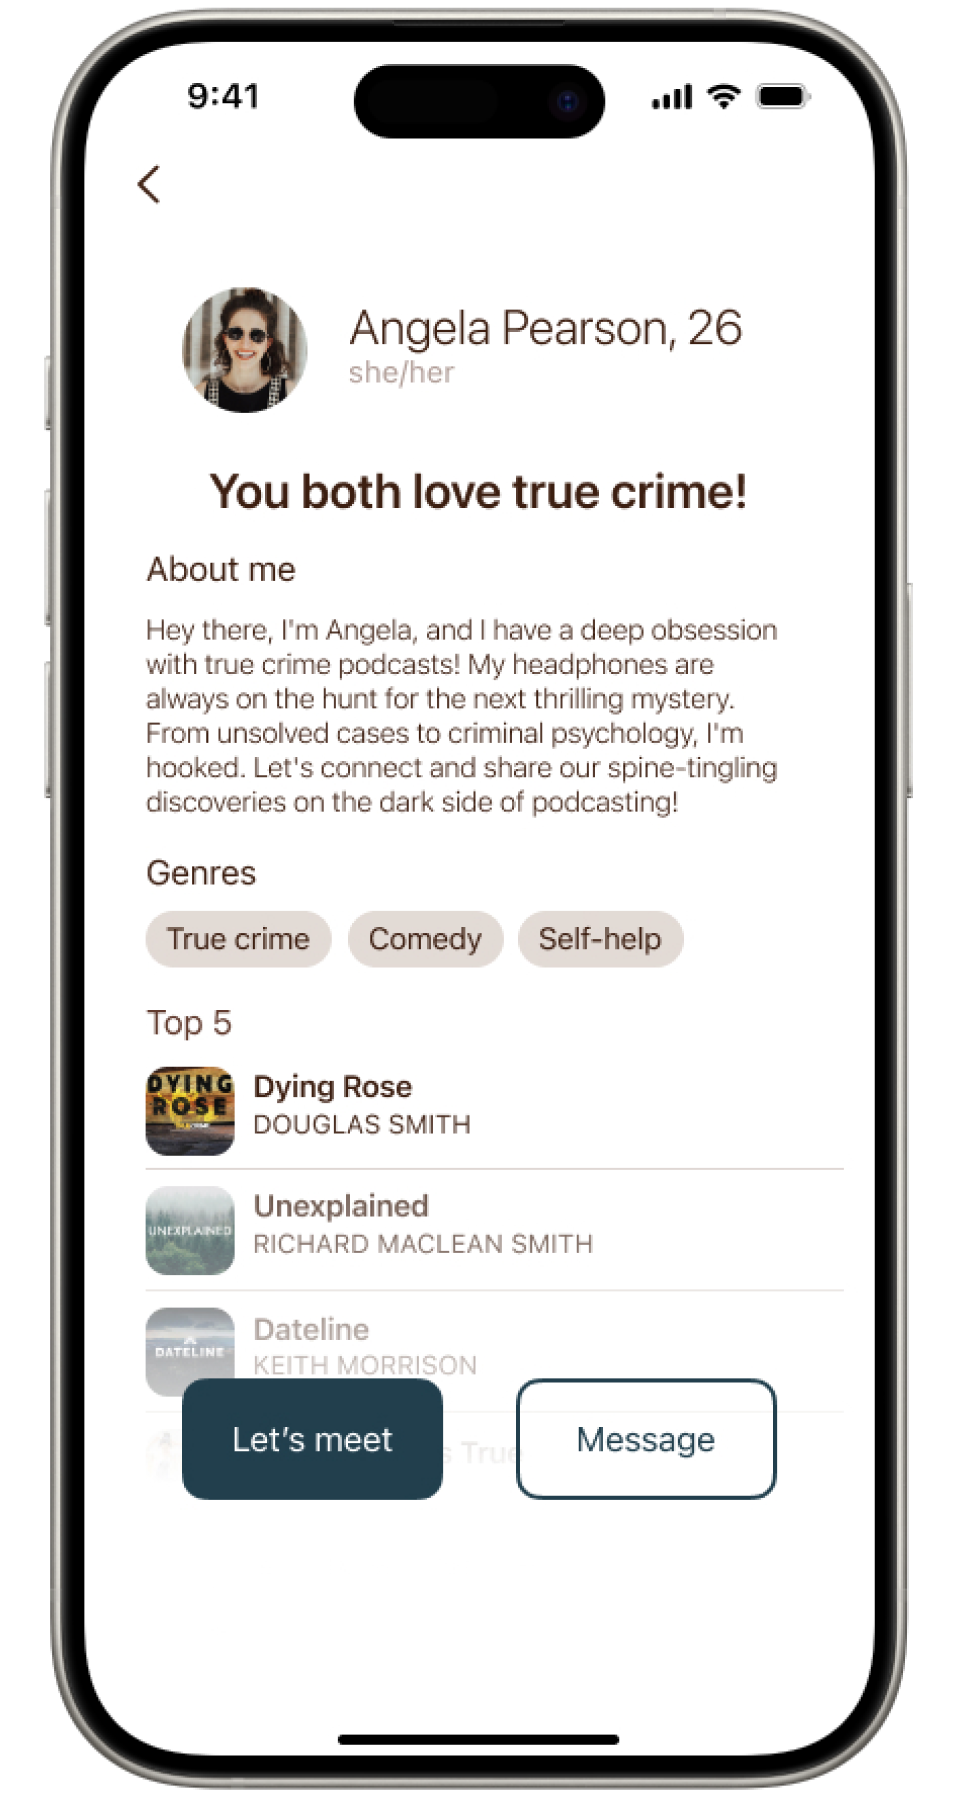 9:41
Angela Pearson, 26
she/her
You both love true crime!
About me
Hey there, I'm Angela, and I have a deep obsession
with true crime podcasts! My headphones are
always on the hunt for the next thrilling mystery.
From unsolved cases to criminal psychology, I'm
hooked. Let's connect and share our spine-tingling
discoveries on the dark side of podcasting!
Genres
True crime Comedy Self-help
Top 5
DYING
ROSE
Dying Rose
DOUGLAS SMITH
UNEXPLAINED
Unexplained
RICHARD MACLEAN SMITH
DATELINE
Dateline
KEITH MORRISON
True
Let's meet
Message